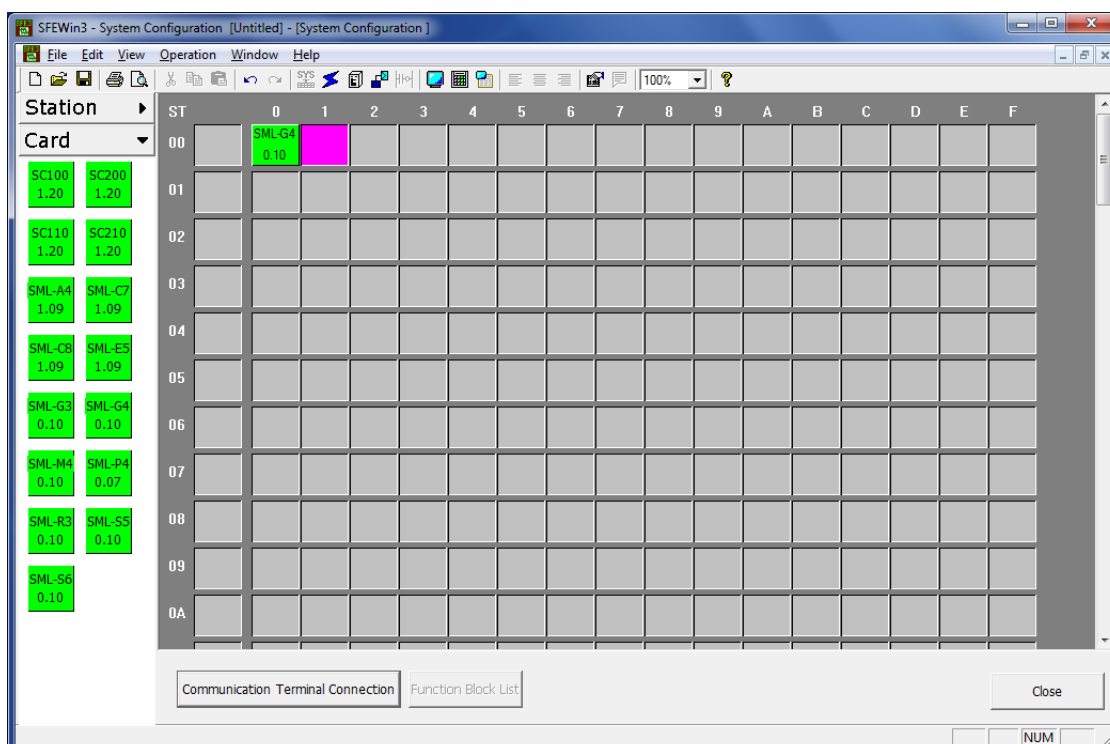 SFEWin3 - System Configuration [Untitled] - [System Configuration ]
File Edit View Operation Window Help
SYS 100%
Station
Card
ST 0 1 2 3 4 5 6 7 8 9 A B C D E F
00 SML-G4
0.10
SC100 SC200
1.20 1.20
01
SC110 SC210
1.20 1.20
02
SML-A4 SML-C7
1.09 1.09
03
04
SML-C8 SML-E5
1.09 1.09
05
SML-G3 SML-G4
0.10 0.10
06
SML-M4 SML-P4
0.10 0.07
07
SML-R3 SML-S5
0.10 0.10
08
09
SML-S6
0.10
0A
Communication Terminal Connection Function Block List Close
NUM